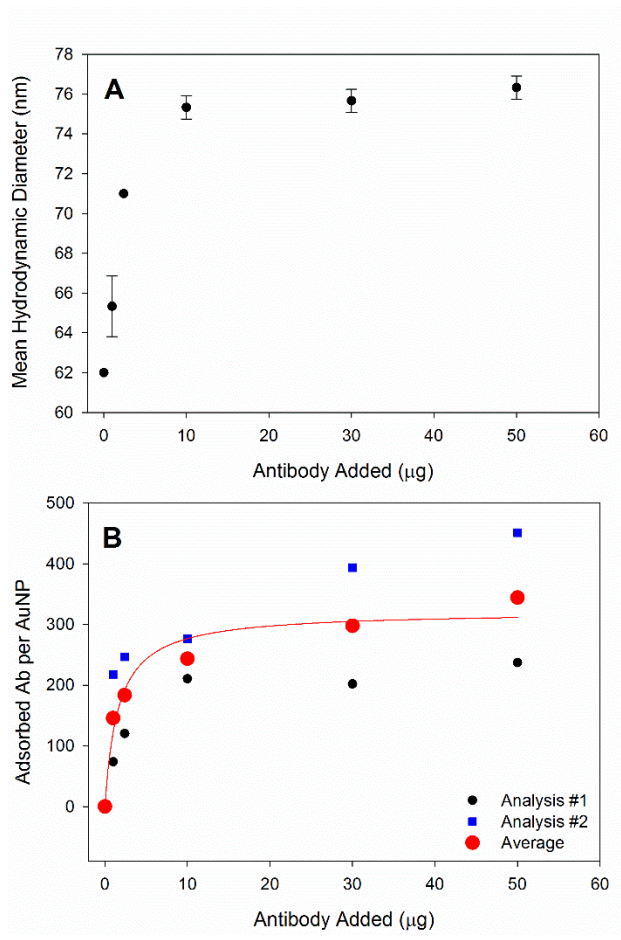 A
78
76
74
72
70
68
66
64
62
60
Mean Hydrodynamic Diameter (nm)
0 10 20 30 40 50 60
Antibody Added (μg)
B
500
400
300
200
100
0
Adsorbed Ab per AuNP
Analysis #1
Analysis #2
Average
0 10 20 30 40 50 60
Antibody Added (μg)